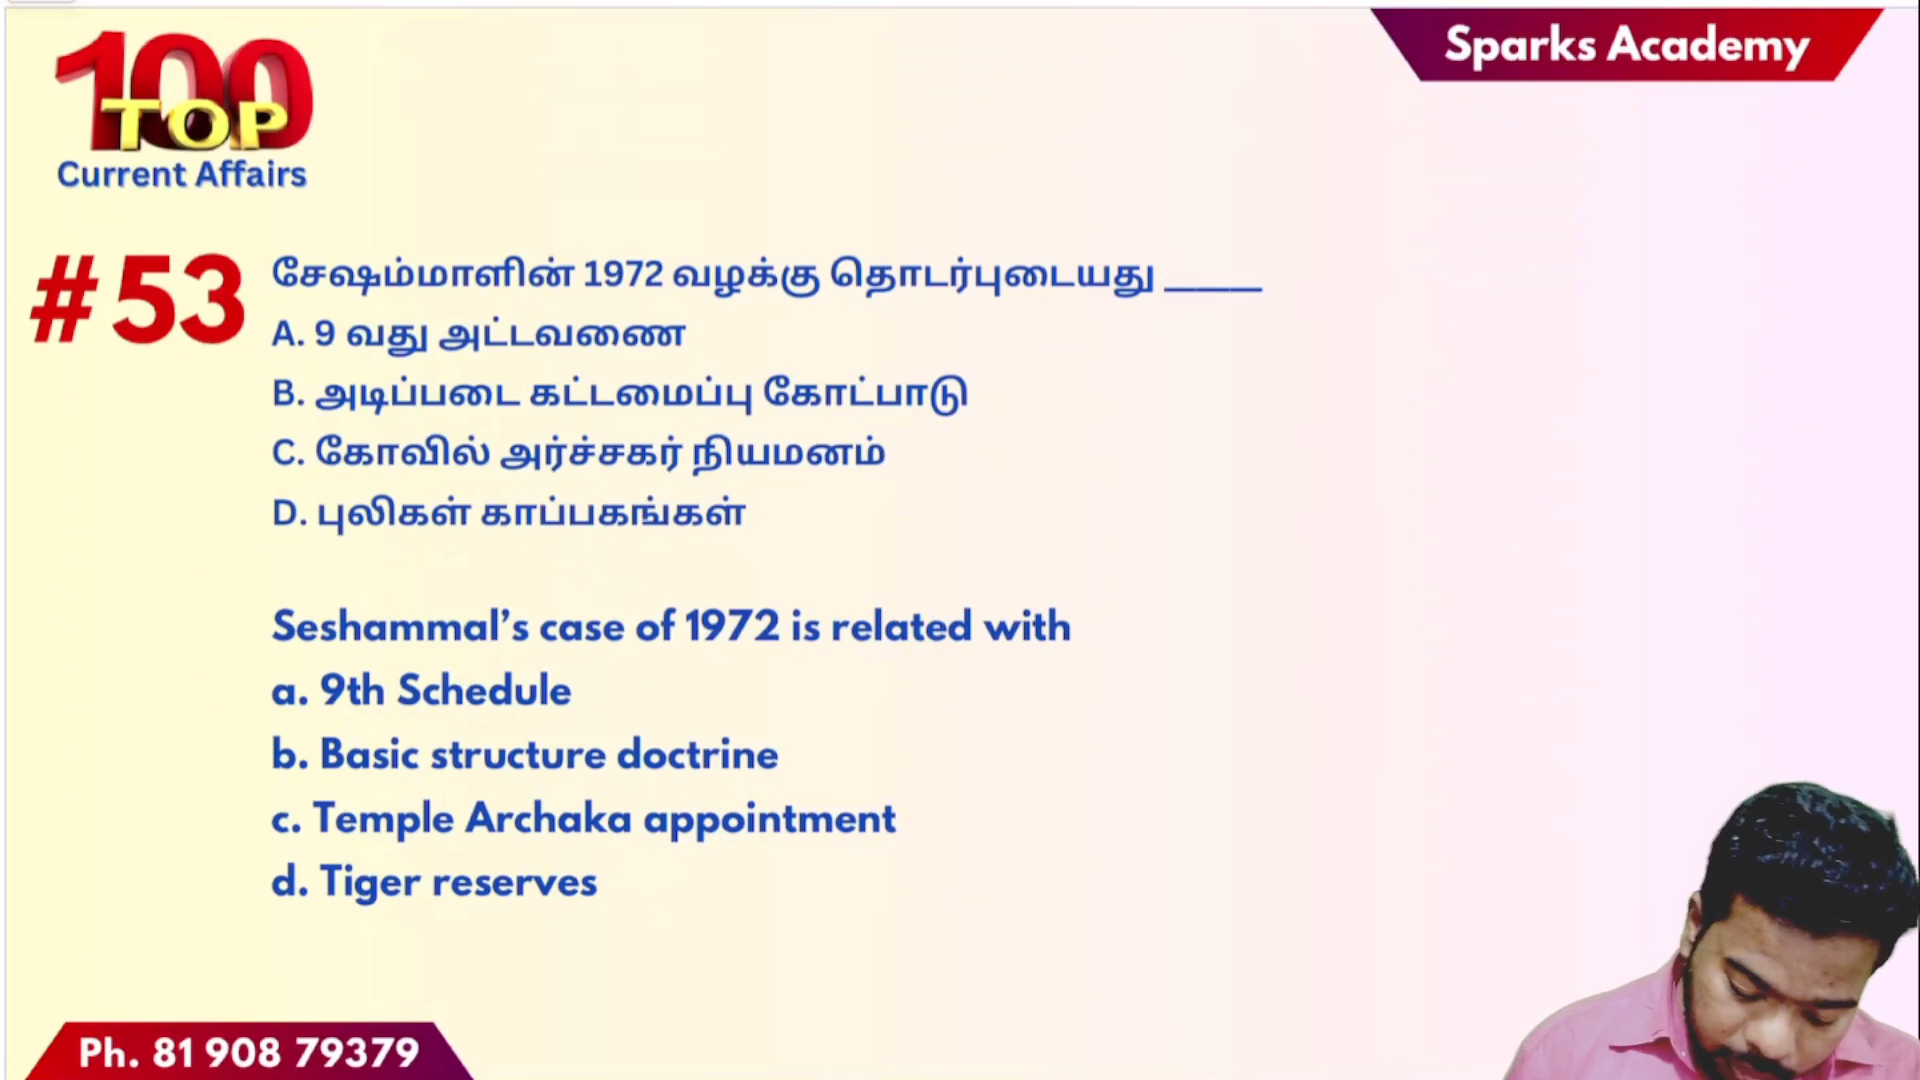 Sparks Academy
100
TOP
Current Affairs
#53
சேஷம்மாளின் 1972 வழக்கு தொடர்புடையது ____
A. 9 வது அட்டவணை
B. அடிப்படை கட்டமைப்பு கோட்பாடு
C. கோவில் அர்ச்சகர் நியமனம்
D. புலிகள் காப்பகங்கள்
Seshammal’s case of 1972 is related with
a. 9th Schedule
b. Basic structure doctrine
c. Temple Archaka appointment
d. Tiger reserves
Ph. 81 908 79379